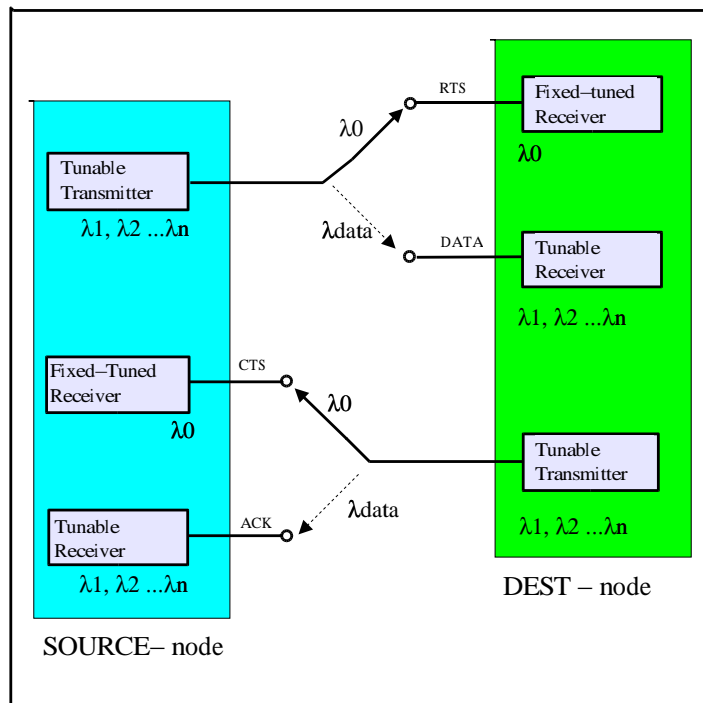 RTS
Fixed–tuned
Receiver
λ0
λ0
Tunable
Transmitter
λ1, λ2 ...λn
λdata
DATA
Tunable
Receiver
λ1, λ2 ...λn
Fixed–Tuned
Receiver
CTS
λ0
λ0
Tunable
Transmitter
λdata
ACK
Tunable
Receiver
λ1, λ2 ...λn
λ1, λ2 ...λn
DEST – node
SOURCE– node